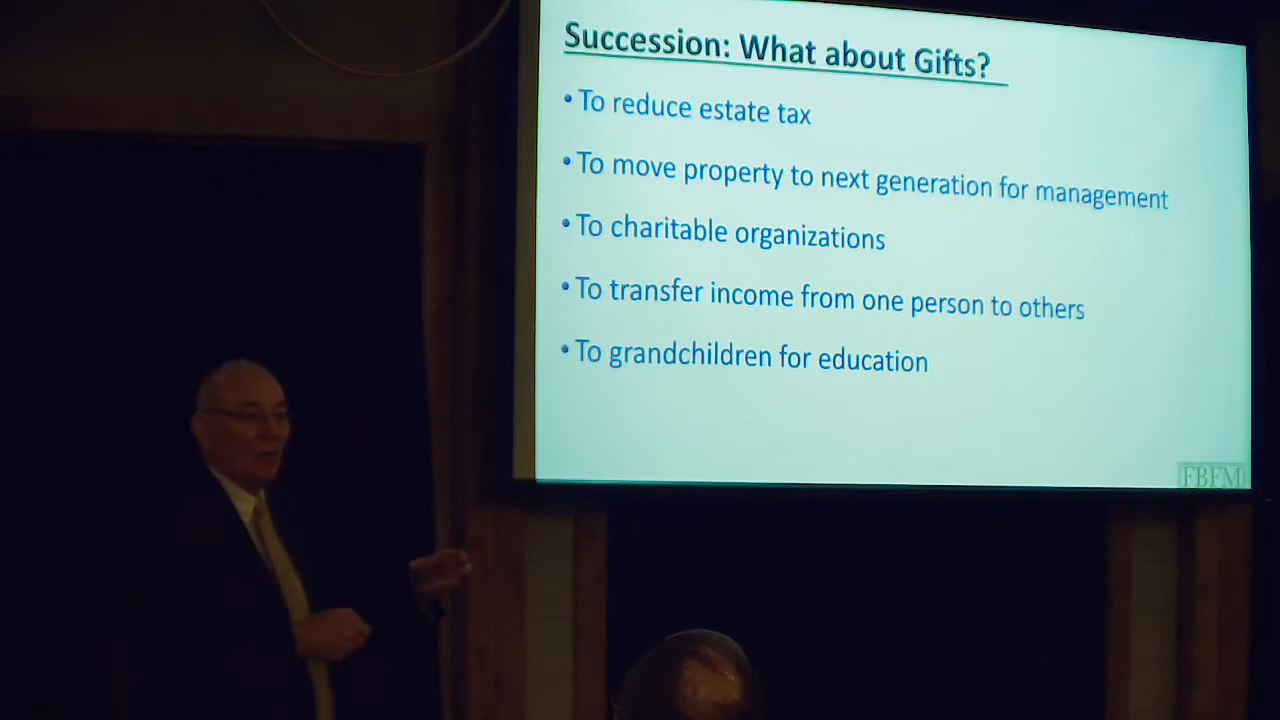 Succession: What about Gifts?
• To reduce estate tax
• To move property to next generation for management
• To charitable organizations
• To transfer income from one person to others
• To grandchildren for education
FBFM